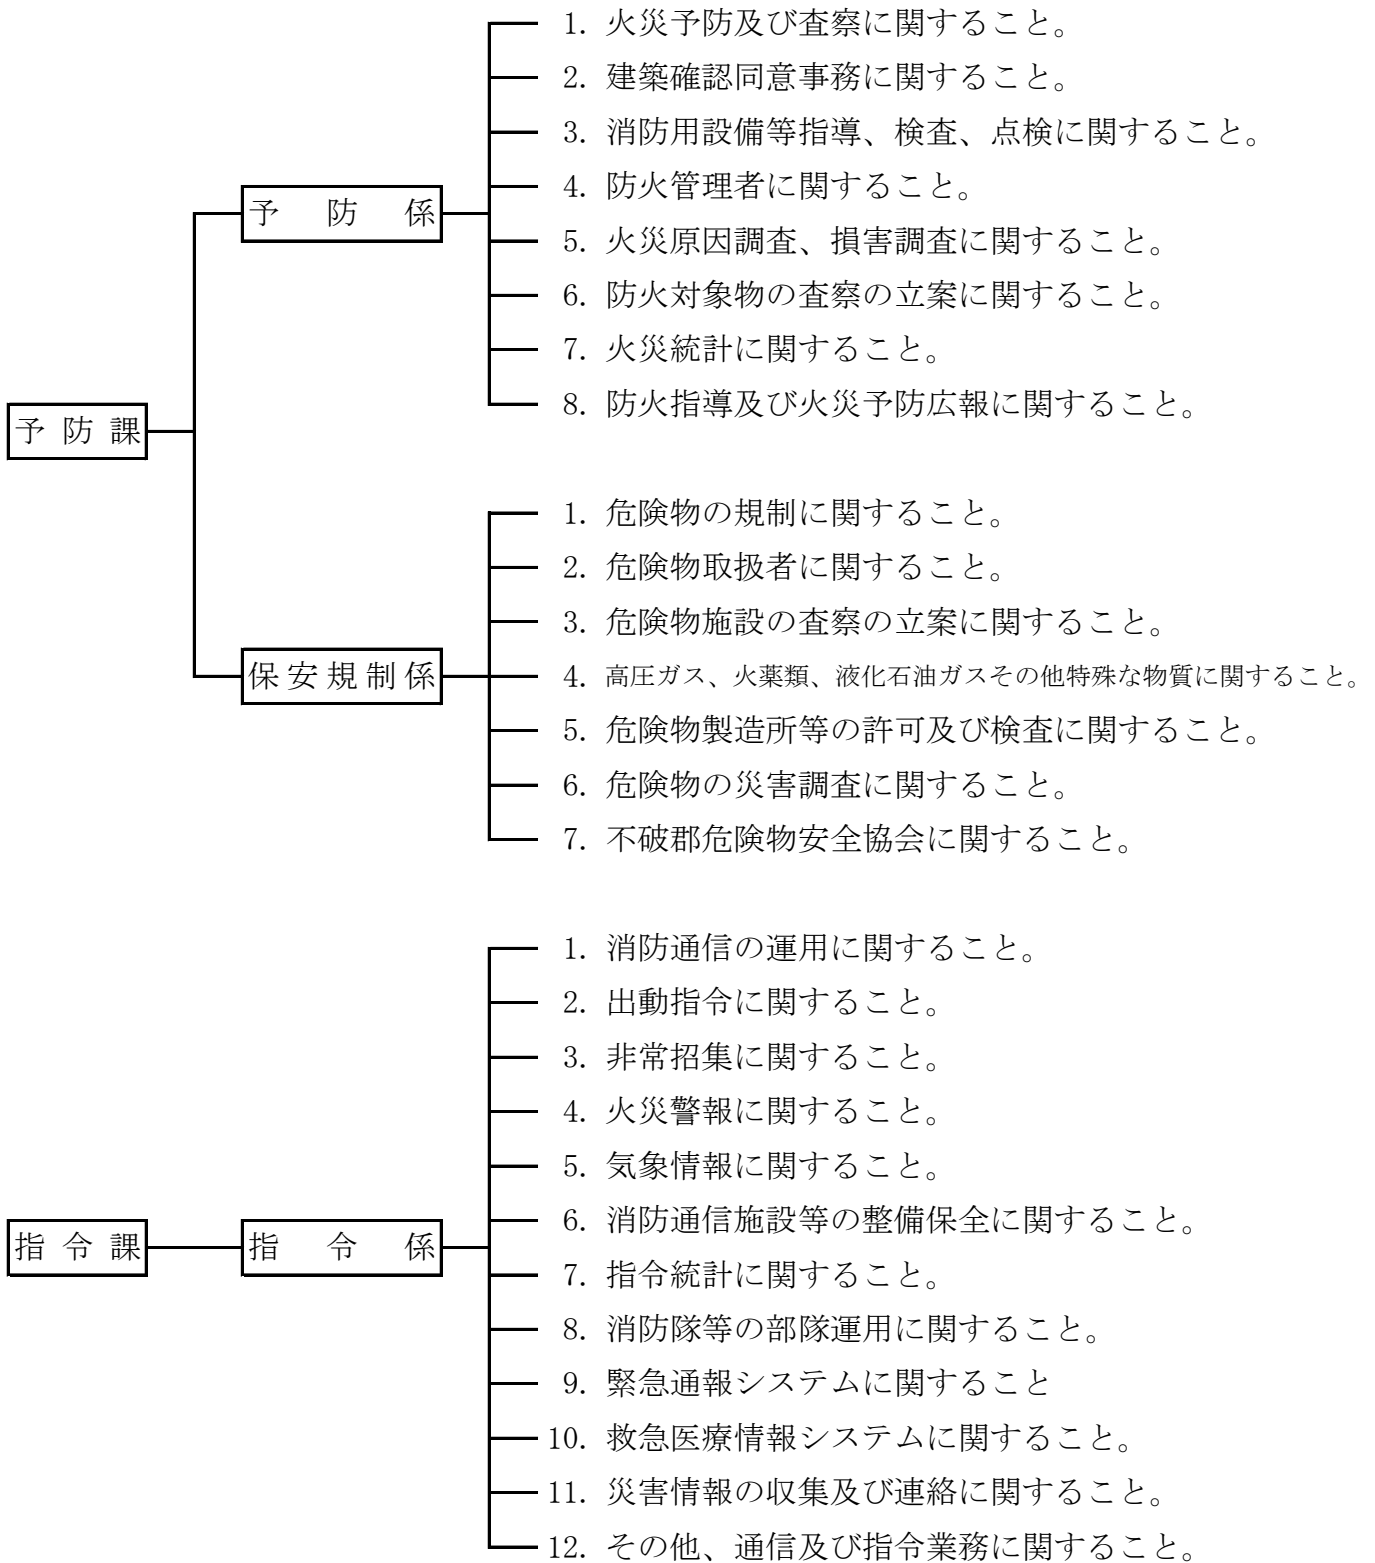 予防課
予防係
1. 火災予防及び査察に関すること。
2. 建築確認同意事務に関すること。
3. 消防用設備等指導、検査、点検に関すること。
4. 防火管理者に関すること。
5. 火災原因調査、損害調査に関すること。
6. 防火対象物の査察の立案に関すること。
7. 火災統計に関すること。
8. 防火指導及び火災予防広報に関すること。
保安規制係
1. 危険物の規制に関すること。
2. 危険物取扱者に関すること。
3. 危険物施設の査察の立案に関すること。
4. 高圧ガス、火薬類、液化石油ガスその他特殊な物質に関すること。
5. 危険物製造所等の許可及び検査に関すること。
6. 危険物の災害調査に関すること。
7. 不破郡危険物安全協会に関すること。
指令課
指令係
1. 消防通信の運用に関すること。
2. 出動指令に関すること。
3. 非常招集に関すること。
4. 火災警報に関すること。
5. 気象情報に関すること。
6. 消防通信施設等の整備保全に関すること。
7. 指令統計に関すること。
8. 消防隊等の部隊運用に関すること。
9. 緊急通報システムに関すること
10. 救急医療情報システムに関すること。
11. 災害情報の収集及び連絡に関すること。
12. その他、通信及び指令業務に関すること。